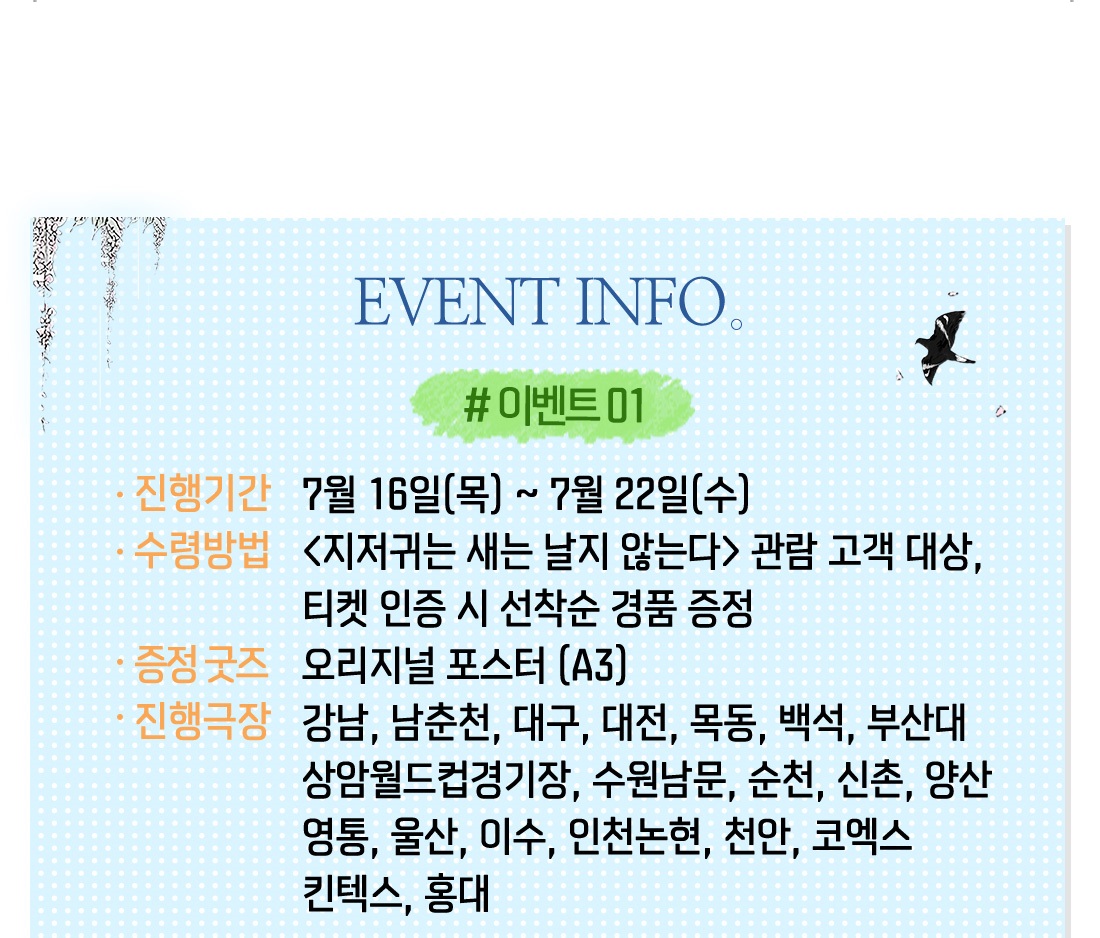 EVENT INFO。
# 이벤트 01
· 진행기간 7월 16일(목) ~ 7월 22일(수)
· 수령방법 <지저귀는 새는 날지 않는다> 관람 고객 대상,
티켓 인증 시 선착순 경품 증정
· 증정 굿즈 오리지널 포스터 (A3)
· 진행극장 강남, 남춘천, 대구, 대전, 목동, 백석, 부산대
상암월드컵경기장, 수원남문, 순천, 신촌, 양산
영통, 울산, 이수, 인천논현, 천안, 코엑스
킨텍스, 홍대